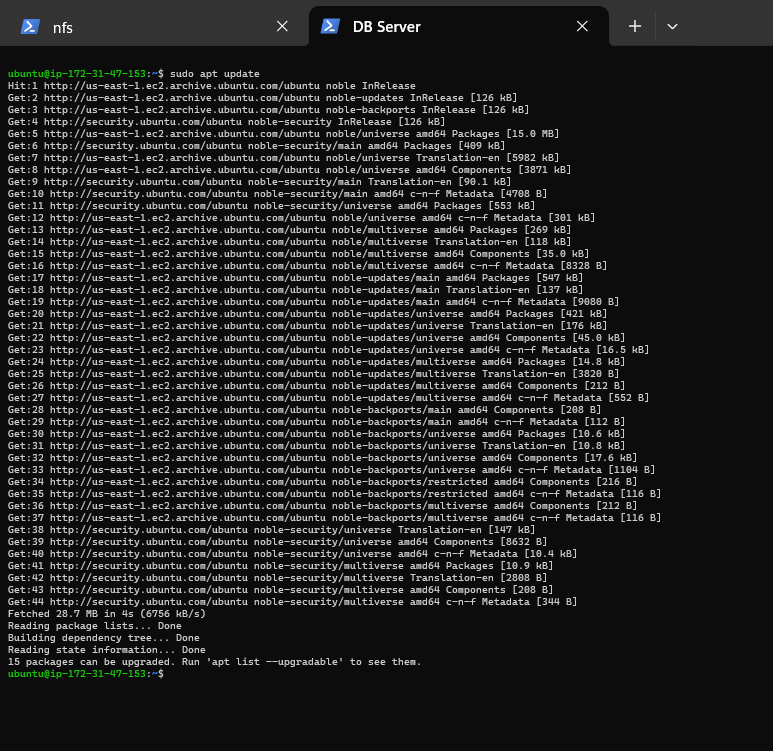 nfs
DB Server
ubuntu@ip-172-31-47-153:~$ sudo apt update
Hit:1 http://us-east-1.ec2.archive.ubuntu.com/ubuntu noble InRelease
Get:2 http://us-east-1.ec2.archive.ubuntu.com/ubuntu noble-updates InRelease [126 kB]
Get:3 http://us-east-1.ec2.archive.ubuntu.com/ubuntu noble-backports InRelease [126 kB]
Get:4 http://security.ubuntu.com/ubuntu noble-security InRelease [126 kB]
Get:5 http://us-east-1.ec2.archive.ubuntu.com/ubuntu noble/universe amd64 Packages [15.0 MB]
Get:6 http://security.ubuntu.com/ubuntu noble-security/main amd64 Packages [409 kB]
Get:7 http://us-east-1.ec2.archive.ubuntu.com/ubuntu noble/universe Translation-en [5982 kB]
Get:8 http://us-east-1.ec2.archive.ubuntu.com/ubuntu noble/universe amd64 Components [3871 kB]
Get:9 http://security.ubuntu.com/ubuntu noble-security/main Translation-en [90.1 kB]
Get:10 http://security.ubuntu.com/ubuntu noble-security/main amd64 c-n-f Metadata [4708 B]
Get:11 http://security.ubuntu.com/ubuntu noble-security/universe amd64 Packages [553 kB]
Get:12 http://us-east-1.ec2.archive.ubuntu.com/ubuntu noble/universe amd64 c-n-f Metadata [301 kB]
Get:13 http://us-east-1.ec2.archive.ubuntu.com/ubuntu noble/multiverse amd64 Packages [269 kB]
Get:14 http://us-east-1.ec2.archive.ubuntu.com/ubuntu noble/multiverse Translation-en [118 kB]
Get:15 http://us-east-1.ec2.archive.ubuntu.com/ubuntu noble/multiverse amd64 Components [35.0 kB]
Get:16 http://us-east-1.ec2.archive.ubuntu.com/ubuntu noble/multiverse amd64 c-n-f Metadata [8328 B]
Get:17 http://us-east-1.ec2.archive.ubuntu.com/ubuntu noble-updates/main amd64 Packages [547 kB]
Get:18 http://us-east-1.ec2.archive.ubuntu.com/ubuntu noble-updates/main Translation-en [137 kB]
Get:19 http://us-east-1.ec2.archive.ubuntu.com/ubuntu noble-updates/main amd64 c-n-f Metadata [9080 B]
Get:20 http://us-east-1.ec2.archive.ubuntu.com/ubuntu noble-updates/universe amd64 Packages [421 kB]
Get:21 http://us-east-1.ec2.archive.ubuntu.com/ubuntu noble-updates/universe Translation-en [176 kB]
Get:22 http://us-east-1.ec2.archive.ubuntu.com/ubuntu noble-updates/universe amd64 Components [45.0 kB]
Get:23 http://us-east-1.ec2.archive.ubuntu.com/ubuntu noble-updates/universe amd64 c-n-f Metadata [16.5 kB]
Get:24 http://us-east-1.ec2.archive.ubuntu.com/ubuntu noble-updates/multiverse amd64 Packages [14.8 kB]
Get:25 http://us-east-1.ec2.archive.ubuntu.com/ubuntu noble-updates/multiverse Translation-en [3820 B]
Get:26 http://us-east-1.ec2.archive.ubuntu.com/ubuntu noble-updates/multiverse amd64 Components [212 B]
Get:27 http://us-east-1.ec2.archive.ubuntu.com/ubuntu noble-updates/multiverse amd64 c-n-f Metadata [552 B]
Get:28 http://us-east-1.ec2.archive.ubuntu.com/ubuntu noble-backports/main amd64 Components [208 B]
Get:29 http://us-east-1.ec2.archive.ubuntu.com/ubuntu noble-backports/main amd64 c-n-f Metadata [112 B]
Get:30 http://us-east-1.ec2.archive.ubuntu.com/ubuntu noble-backports/universe amd64 Packages [10.6 kB]
Get:31 http://us-east-1.ec2.archive.ubuntu.com/ubuntu noble-backports/universe Translation-en [10.8 kB]
Get:32 http://us-east-1.ec2.archive.ubuntu.com/ubuntu noble-backports/universe amd64 Components [17.6 kB]
Get:33 http://us-east-1.ec2.archive.ubuntu.com/ubuntu noble-backports/universe amd64 c-n-f Metadata [1104 B]
Get:34 http://us-east-1.ec2.archive.ubuntu.com/ubuntu noble-backports/restricted amd64 Components [216 B]
Get:35 http://us-east-1.ec2.archive.ubuntu.com/ubuntu noble-backports/restricted amd64 c-n-f Metadata [116 B]
Get:36 http://us-east-1.ec2.archive.ubuntu.com/ubuntu noble-backports/multiverse amd64 Components [212 B]
Get:37 http://us-east-1.ec2.archive.ubuntu.com/ubuntu noble-backports/multiverse amd64 c-n-f Metadata [116 B]
Get:38 http://security.ubuntu.com/ubuntu noble-security/universe Translation-en [147 kB]
Get:39 http://security.ubuntu.com/ubuntu noble-security/universe amd64 Components [8632 B]
Get:40 http://security.ubuntu.com/ubuntu noble-security/universe amd64 c-n-f Metadata [10.4 kB]
Get:41 http://security.ubuntu.com/ubuntu noble-security/multiverse amd64 Packages [10.9 kB]
Get:42 http://security.ubuntu.com/ubuntu noble-security/multiverse Translation-en [2808 B]
Get:43 http://security.ubuntu.com/ubuntu noble-security/multiverse amd64 Components [208 B]
Get:44 http://security.ubuntu.com/ubuntu noble-security/multiverse amd64 c-n-f Metadata [344 B]
Fetched 28.7 MB in 4s (6756 kB/s)
Reading package lists... Done
Building dependency tree... Done
Reading state information... Done
15 packages can be upgraded. Run 'apt list --upgradable' to see them.
ubuntu@ip-172-31-47-153:~$